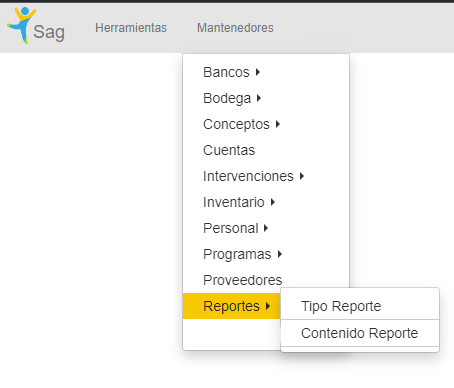 Sag
Herramientas
Mantenedores
Bancos
Bodega
Conceptos
Cuentas
Intervenciones
Inventario
Personal
Programas
Proveedores
Reportes
Tipo Reporte
Contenido Reporte